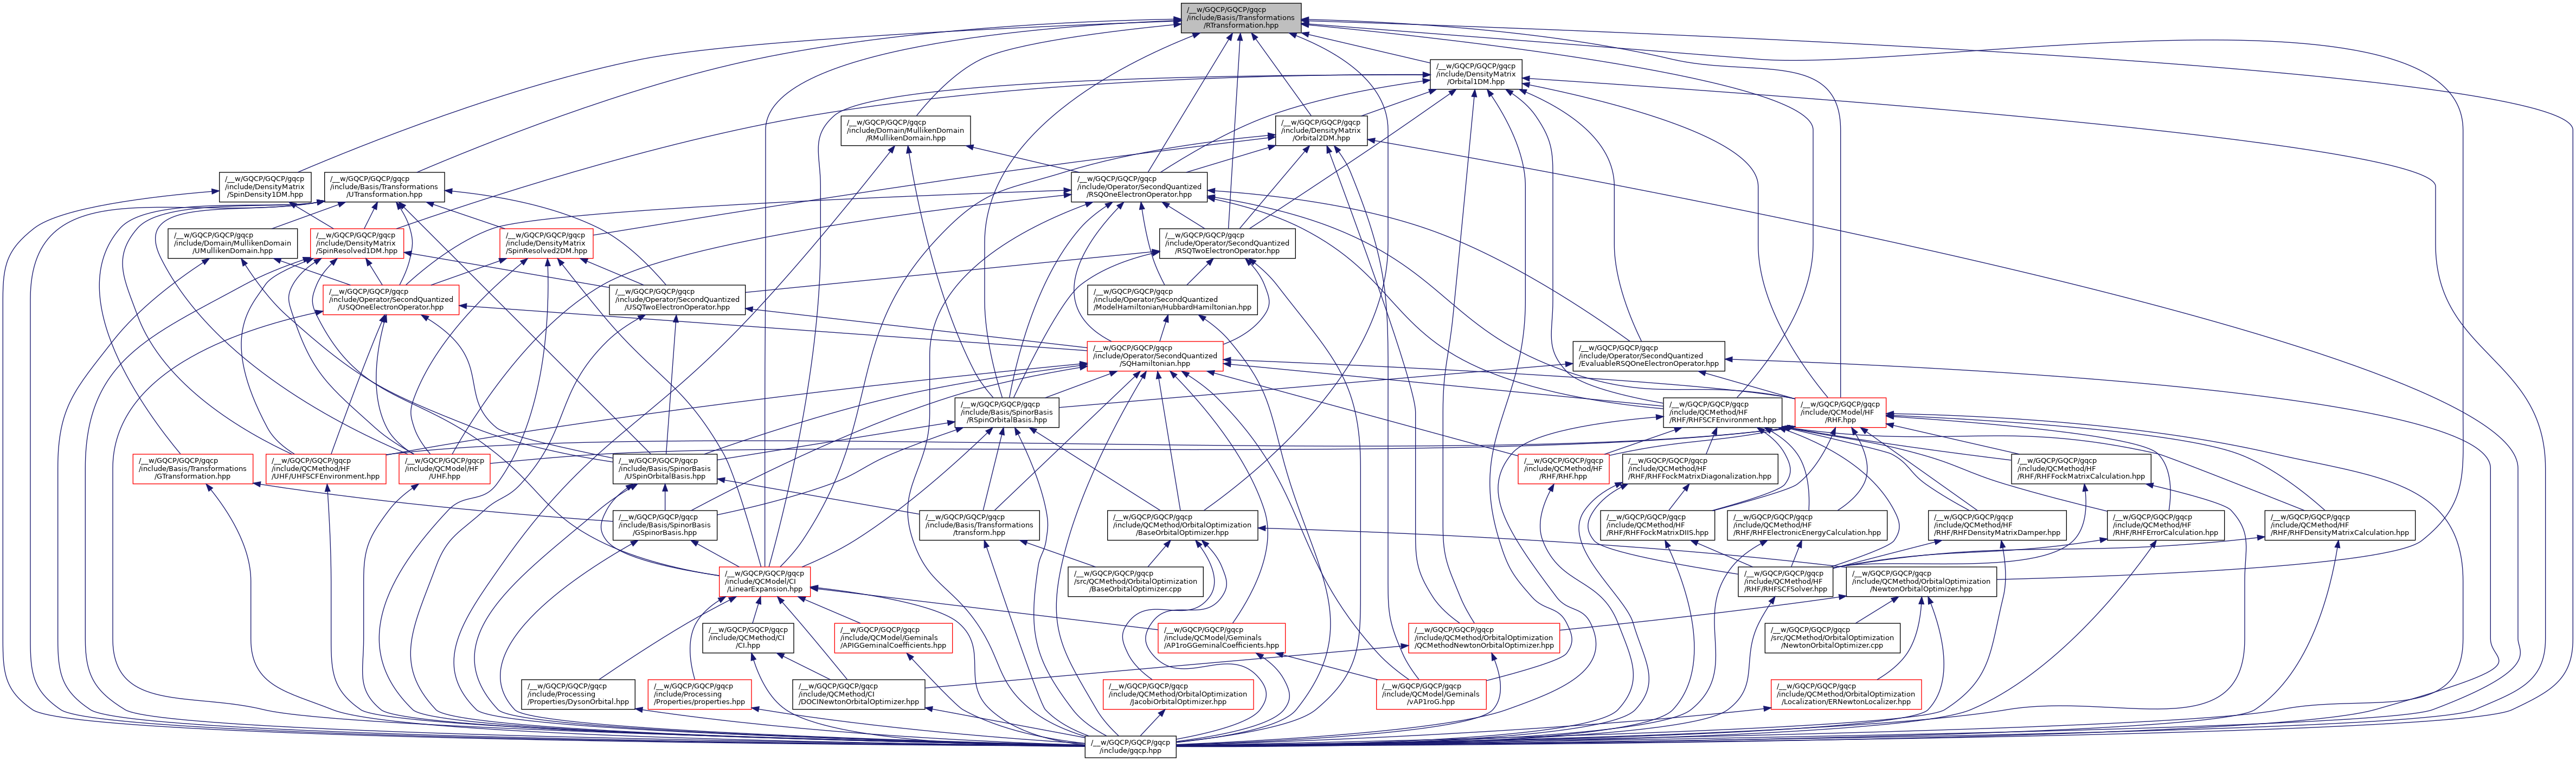 /__w/GQCP/GQCP/gqcp
/include/Basis/Transformations
/RTransformation.hpp
/__w/GQCP/GQCP/gqcp
/include/DensityMatrix
/Orbital1DM.hpp
/__w/GQCP/GQCP/gqcp
/include/Domain/MullikenDomain
/RMullikenDomain.hpp
/__w/GQCP/GQCP/gqcp
/include/DensityMatrix
/Orbital2DM.hpp
/__w/GQCP/GQCP/gqcp
/include/DensityMatrix
/SpinDensity1DM.hpp
/__w/GQCP/GQCP/gqcp
/include/Basis/Transformations
/UTransformation.hpp
/__w/GQCP/GQCP/gqcp
/include/Operator/SecondQuantized
/RSQOneElectronOperator.hpp
/__w/GQCP/GQCP/gqcp
/include/Domain/MullikenDomain
/UMullikenDomain.hpp
/__w/GQCP/GQCP/gqcp
/include/DensityMatrix
/SpinResolved1DM.hpp
/__w/GQCP/GQCP/gqcp
/include/DensityMatrix
/SpinResolved2DM.hpp
/__w/GQCP/GQCP/gqcp
/include/Operator/SecondQuantized
/RSQTwoElectronOperator.hpp
/__w/GQCP/GQCP/gqcp
/include/Operator/SecondQuantized
/USQOneElectronOperator.hpp
/__w/GQCP/GQCP/gqcp
/include/Operator/SecondQuantized
/USQTwoElectronOperator.hpp
/__w/GQCP/GQCP/gqcp
/include/Operator/SecondQuantized
/ModelHamiltonian/HubbardHamiltonian.hpp
/__w/GQCP/GQCP/gqcp
/include/Operator/SecondQuantized
/SQHamiltonian.hpp
/__w/GQCP/GQCP/gqcp
/include/Operator/SecondQuantized
/EvaluableRSQOneElectronOperator.hpp
/__w/GQCP/GQCP/gqcp
/include/Basis/SpinorBasis
/RSpinOrbitalBasis.hpp
/__w/GQCP/GQCP/gqcp
/include/QCMethod/HF
/RHF/RHFSCFEnvironment.hpp
/__w/GQCP/GQCP/gqcp
/include/QCModel/HF
/RHF.hpp
/__w/GQCP/GQCP/gqcp
/include/Basis/Transformations
/GTransformation.hpp
/__w/GQCP/GQCP/gqcp
/include/QCMethod/HF
/UHF/UHFSCFEnvironment.hpp
/__w/GQCP/GQCP/gqcp
/include/QCModel/HF
/UHF.hpp
/__w/GQCP/GQCP/gqcp
/include/Basis/SpinorBasis
/USpinOrbitalBasis.hpp
/__w/GQCP/GQCP/gqcp
/include/QCMethod/HF
/RHF/RHF.hpp
/__w/GQCP/GQCP/gqcp
/include/QCMethod/HF
/RHF/RHFFockMatrixDiagonalization.hpp
/__w/GQCP/GQCP/gqcp
/include/QCMethod/HF
/RHF/RHFFockMatrixCalculation.hpp
/__w/GQCP/GQCP/gqcp
/include/Basis/SpinorBasis
/GSpinorBasis.hpp
/__w/GQCP/GQCP/gqcp
/include/Basis/Transformations
/transform.hpp
/__w/GQCP/GQCP/gqcp
/include/QCMethod/OrbitalOptimization
/BaseOrbitalOptimizer.hpp
/__w/GQCP/GQCP/gqcp
/include/QCMethod/HF
/RHF/RHFFockMatrixDIIS.hpp
/__w/GQCP/GQCP/gqcp
/include/QCMethod/HF
/RHF/RHFElectronicEnergyCalculation.hpp
/__w/GQCP/GQCP/gqcp
/include/QCMethod/HF
/RHF/RHFDensityMatrixDamper.hpp
/__w/GQCP/GQCP/gqcp
/include/QCMethod/HF
/RHF/RHFErrorCalculation.hpp
/__w/GQCP/GQCP/gqcp
/include/QCMethod/HF
/RHF/RHFDensityMatrixCalculation.hpp
/__w/GQCP/GQCP/gqcp
/include/QCModel/CI
/LinearExpansion.hpp
/__w/GQCP/GQCP/gqcp
/src/QCMethod/OrbitalOptimization
/BaseOrbitalOptimizer.cpp
/__w/GQCP/GQCP/gqcp
/include/QCMethod/HF
/RHF/RHFSCFSolver.hpp
/__w/GQCP/GQCP/gqcp
/include/QCMethod/OrbitalOptimization
/NewtonOrbitalOptimizer.hpp
/__w/GQCP/GQCP/gqcp
/include/QCMethod/CI
/CI.hpp
/__w/GQCP/GQCP/gqcp
/include/QCModel/Geminals
/APIGGeminalCoefficients.hpp
/__w/GQCP/GQCP/gqcp
/include/QCModel/Geminals
/AP1roGGeminalCoefficients.hpp
/__w/GQCP/GQCP/gqcp
/include/QCMethod/OrbitalOptimization
/QCMethodNewtonOrbitalOptimizer.hpp
/__w/GQCP/GQCP/gqcp
/src/QCMethod/OrbitalOptimization
/NewtonOrbitalOptimizer.cpp
/__w/GQCP/GQCP/gqcp
/include/Processing
/Properties/DysonOrbital.hpp
/__w/GQCP/GQCP/gqcp
/include/Processing
/Properties/properties.hpp
/__w/GQCP/GQCP/gqcp
/include/QCMethod/CI
/DOCINewtonOrbitalOptimizer.hpp
/__w/GQCP/GQCP/gqcp
/include/QCMethod/OrbitalOptimization
/JacobiOrbitalOptimizer.hpp
/__w/GQCP/GQCP/gqcp
/include/QCModel/Geminals
/vAP1roG.hpp
/__w/GQCP/GQCP/gqcp
/include/QCMethod/OrbitalOptimization
/Localization/ERNewtonLocalizer.hpp
/__w/GQCP/GQCP/gqcp
/include/gqcp.hpp